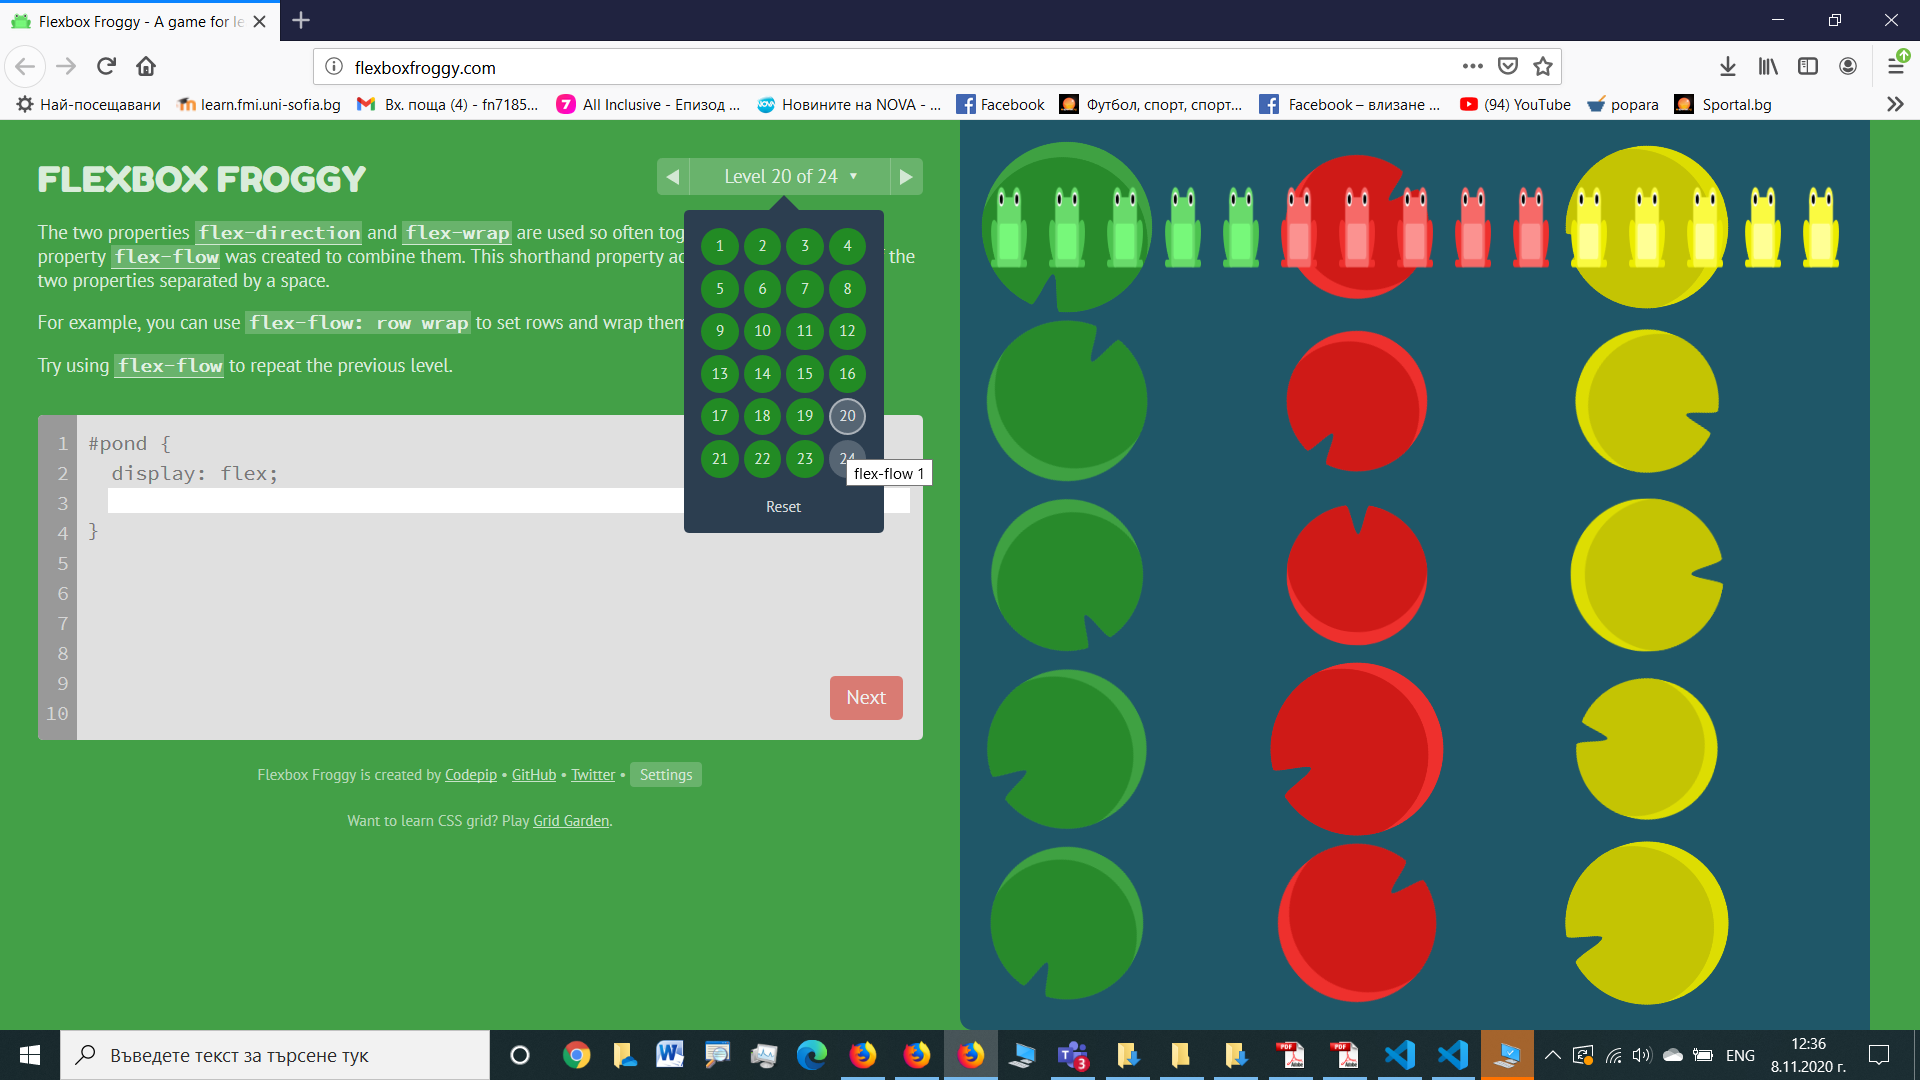 Flexbox Froggy - A game for le
flexboxfroggy.com
Най-посещавани learn.fmi.uni-sofia.bg Вх. поща (4) - fn7185... All Inclusive - Епизод ... Новините на NOVA - ... Facebook Футбол, спорт, спорт... Facebook – влизане ... (94) YouTube popara Sportal.bg
FLEXBOX FROGGY
Level 20 of 24
The two properties flex-direction and flex-wrap are used so often tog
property flex-flow was created to combine them. This shorthand property ac the
two properties separated by a space.
For example, you can use flex-flow: row wrap to set rows and wrap them
Try using flex-flow to repeat the previous level.
1 2 3 4
5 6 7 8
9 10 11 12
13 14 15 16
17 18 19 20
21 22 23 24
flex-flow 1
Reset
1 #pond {
2 display: flex;
3
4 }
5
6
7
8
9
10
Next
Flexbox Froggy is created by Codepip • GitHub • Twitter • Settings
Want to learn CSS grid? Play Grid Garden.
Въведете текст за търсене тук
3
PDF
PDF
ENG
12:36
8.11.2020 г.